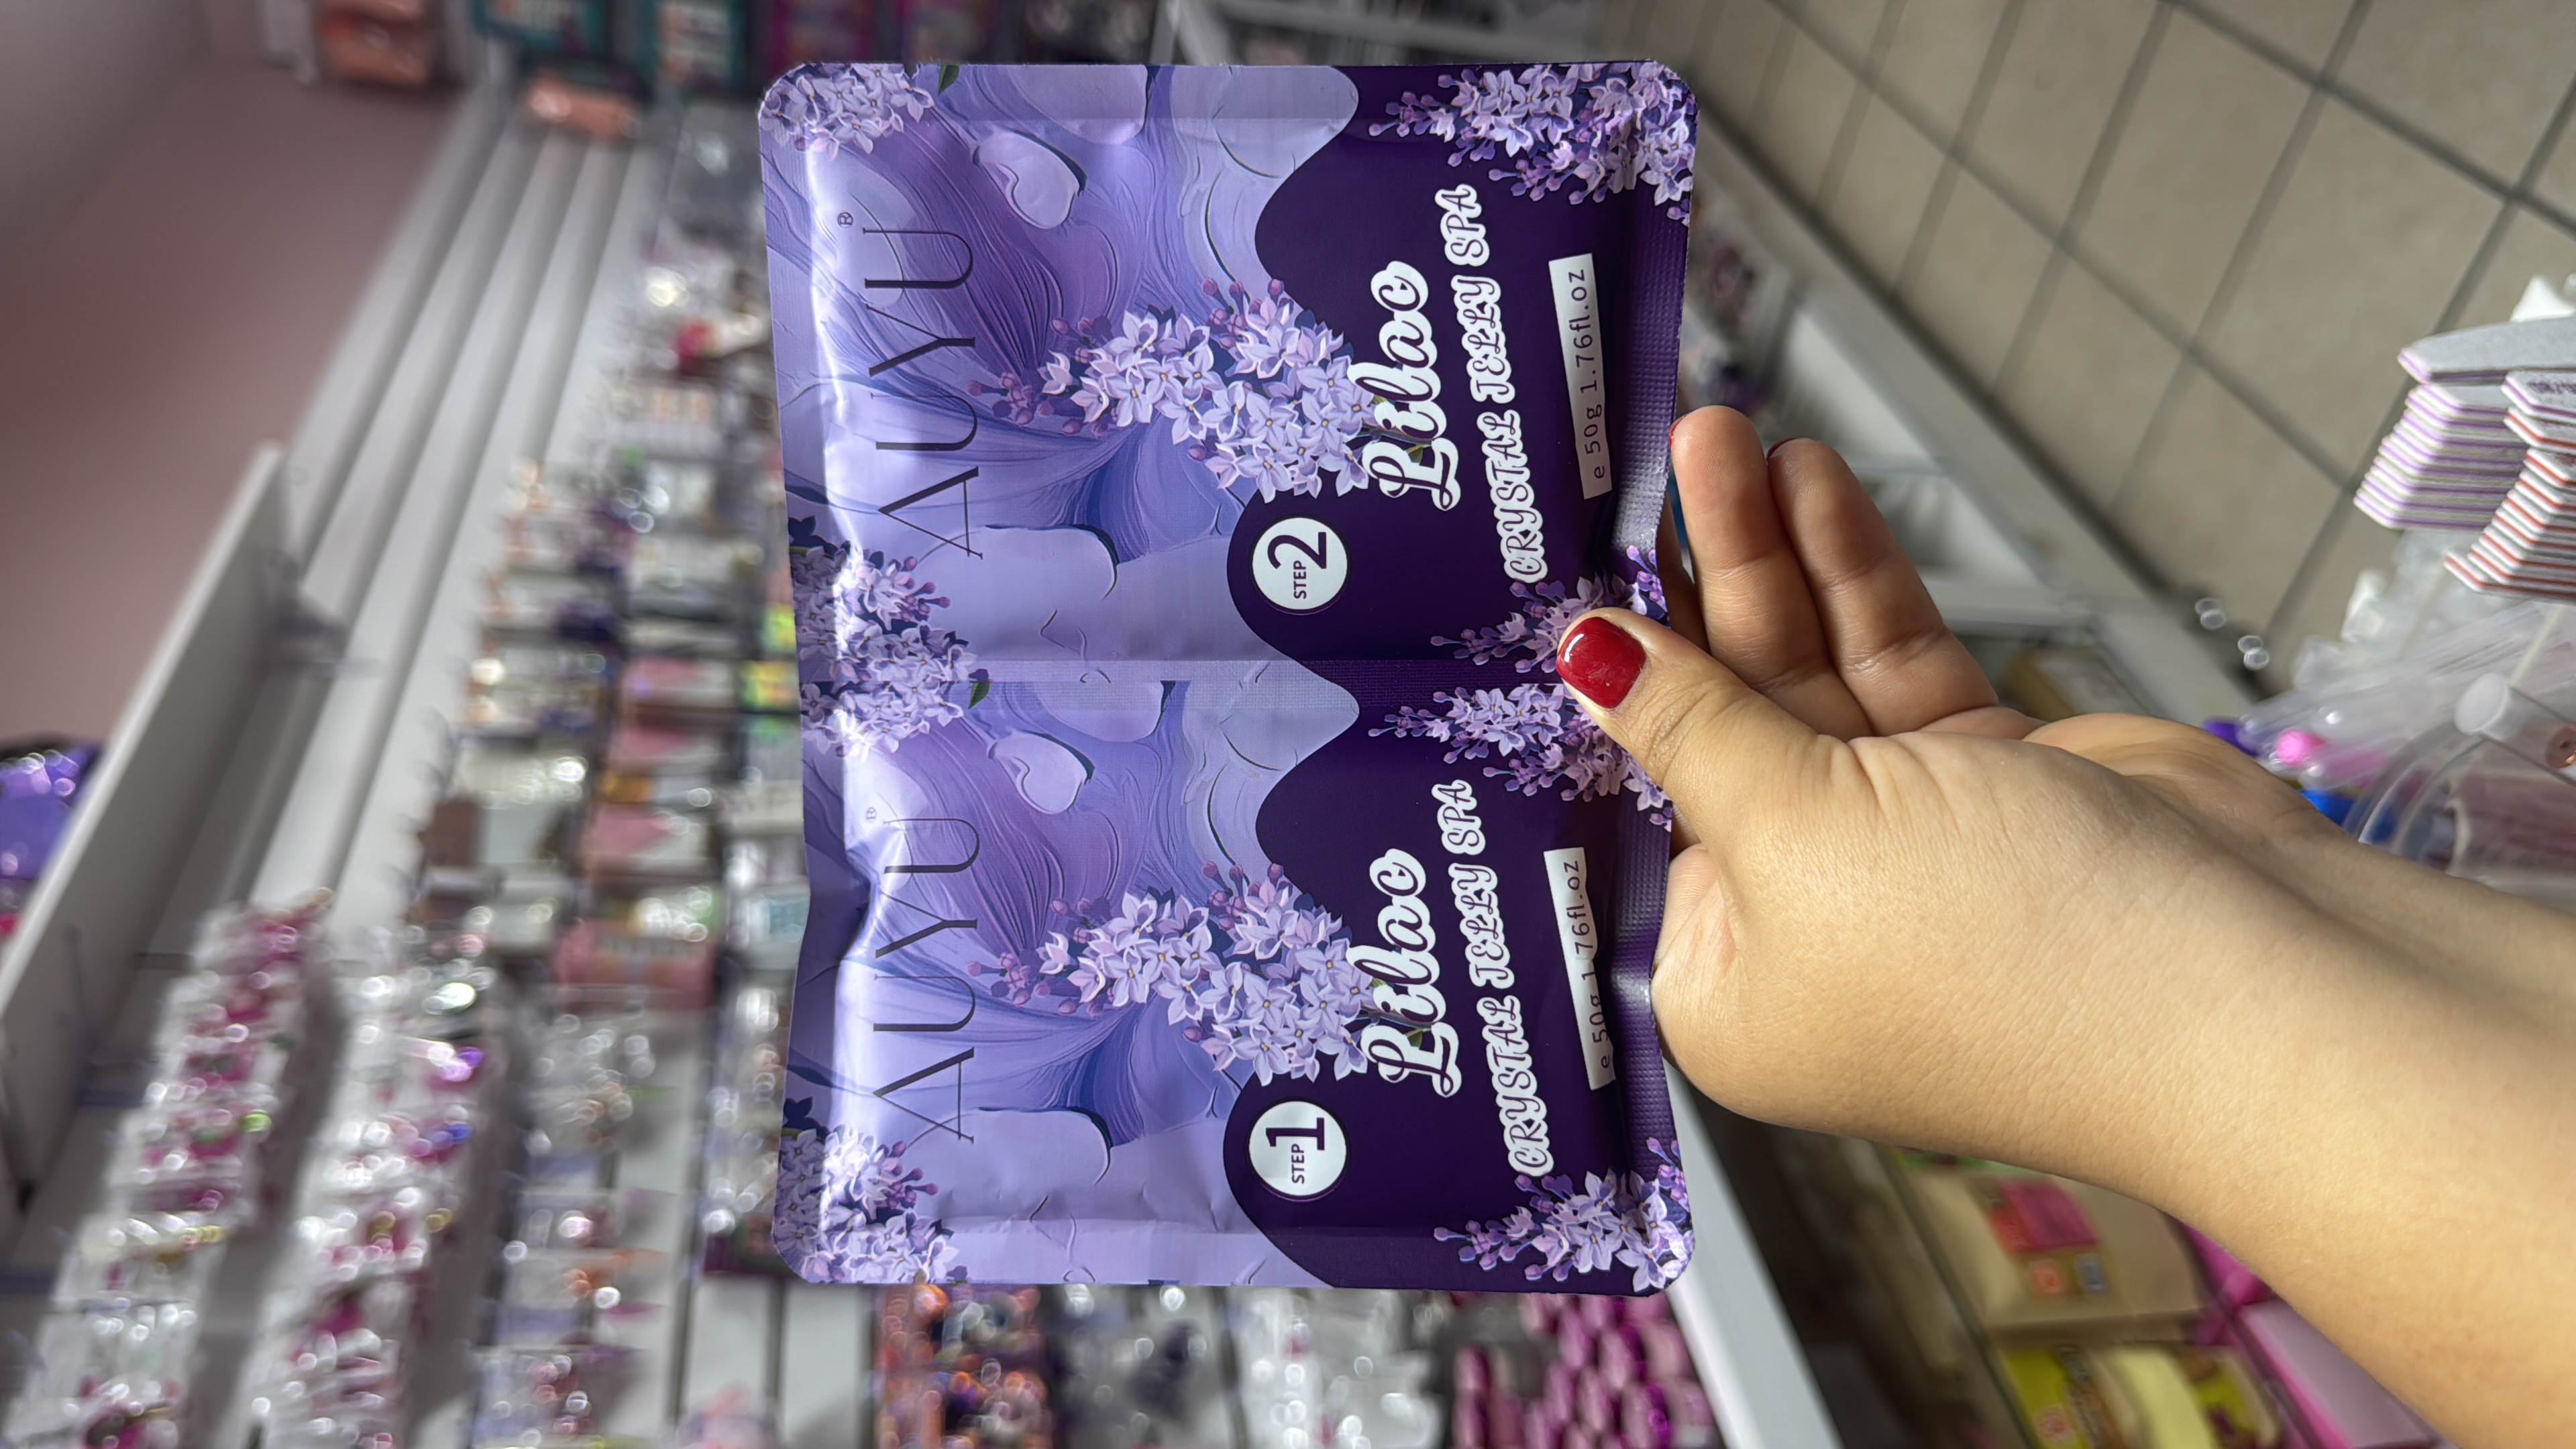 AUYU®
STEP 1
Lilac
CRYSTAL JELLY SPA
e 50g 1.76fl.oz
AUYU®
STEP 2
Lilac
CRYSTAL JELLY SPA
e 50g 1.76fl.oz